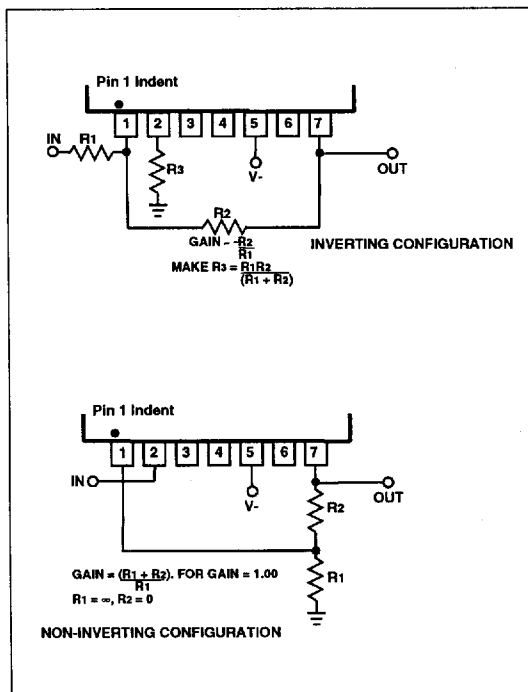 Pin 1 Indent
1 2 3 4 5 6 7
IN
R1
R3
V-
OUT
R2
GAIN - -R2
R1
MAKE R3 = R1R2
(R1 + R2)
INVERTING CONFIGURATION
Pin 1 Indent
1 2 3 4 5 6 7
IN
V-
OUT
R2
R1
GAIN = (R1 + R2). FOR GAIN = 1.00
R1
R1 = ∞, R2 = 0
NON-INVERTING CONFIGURATION